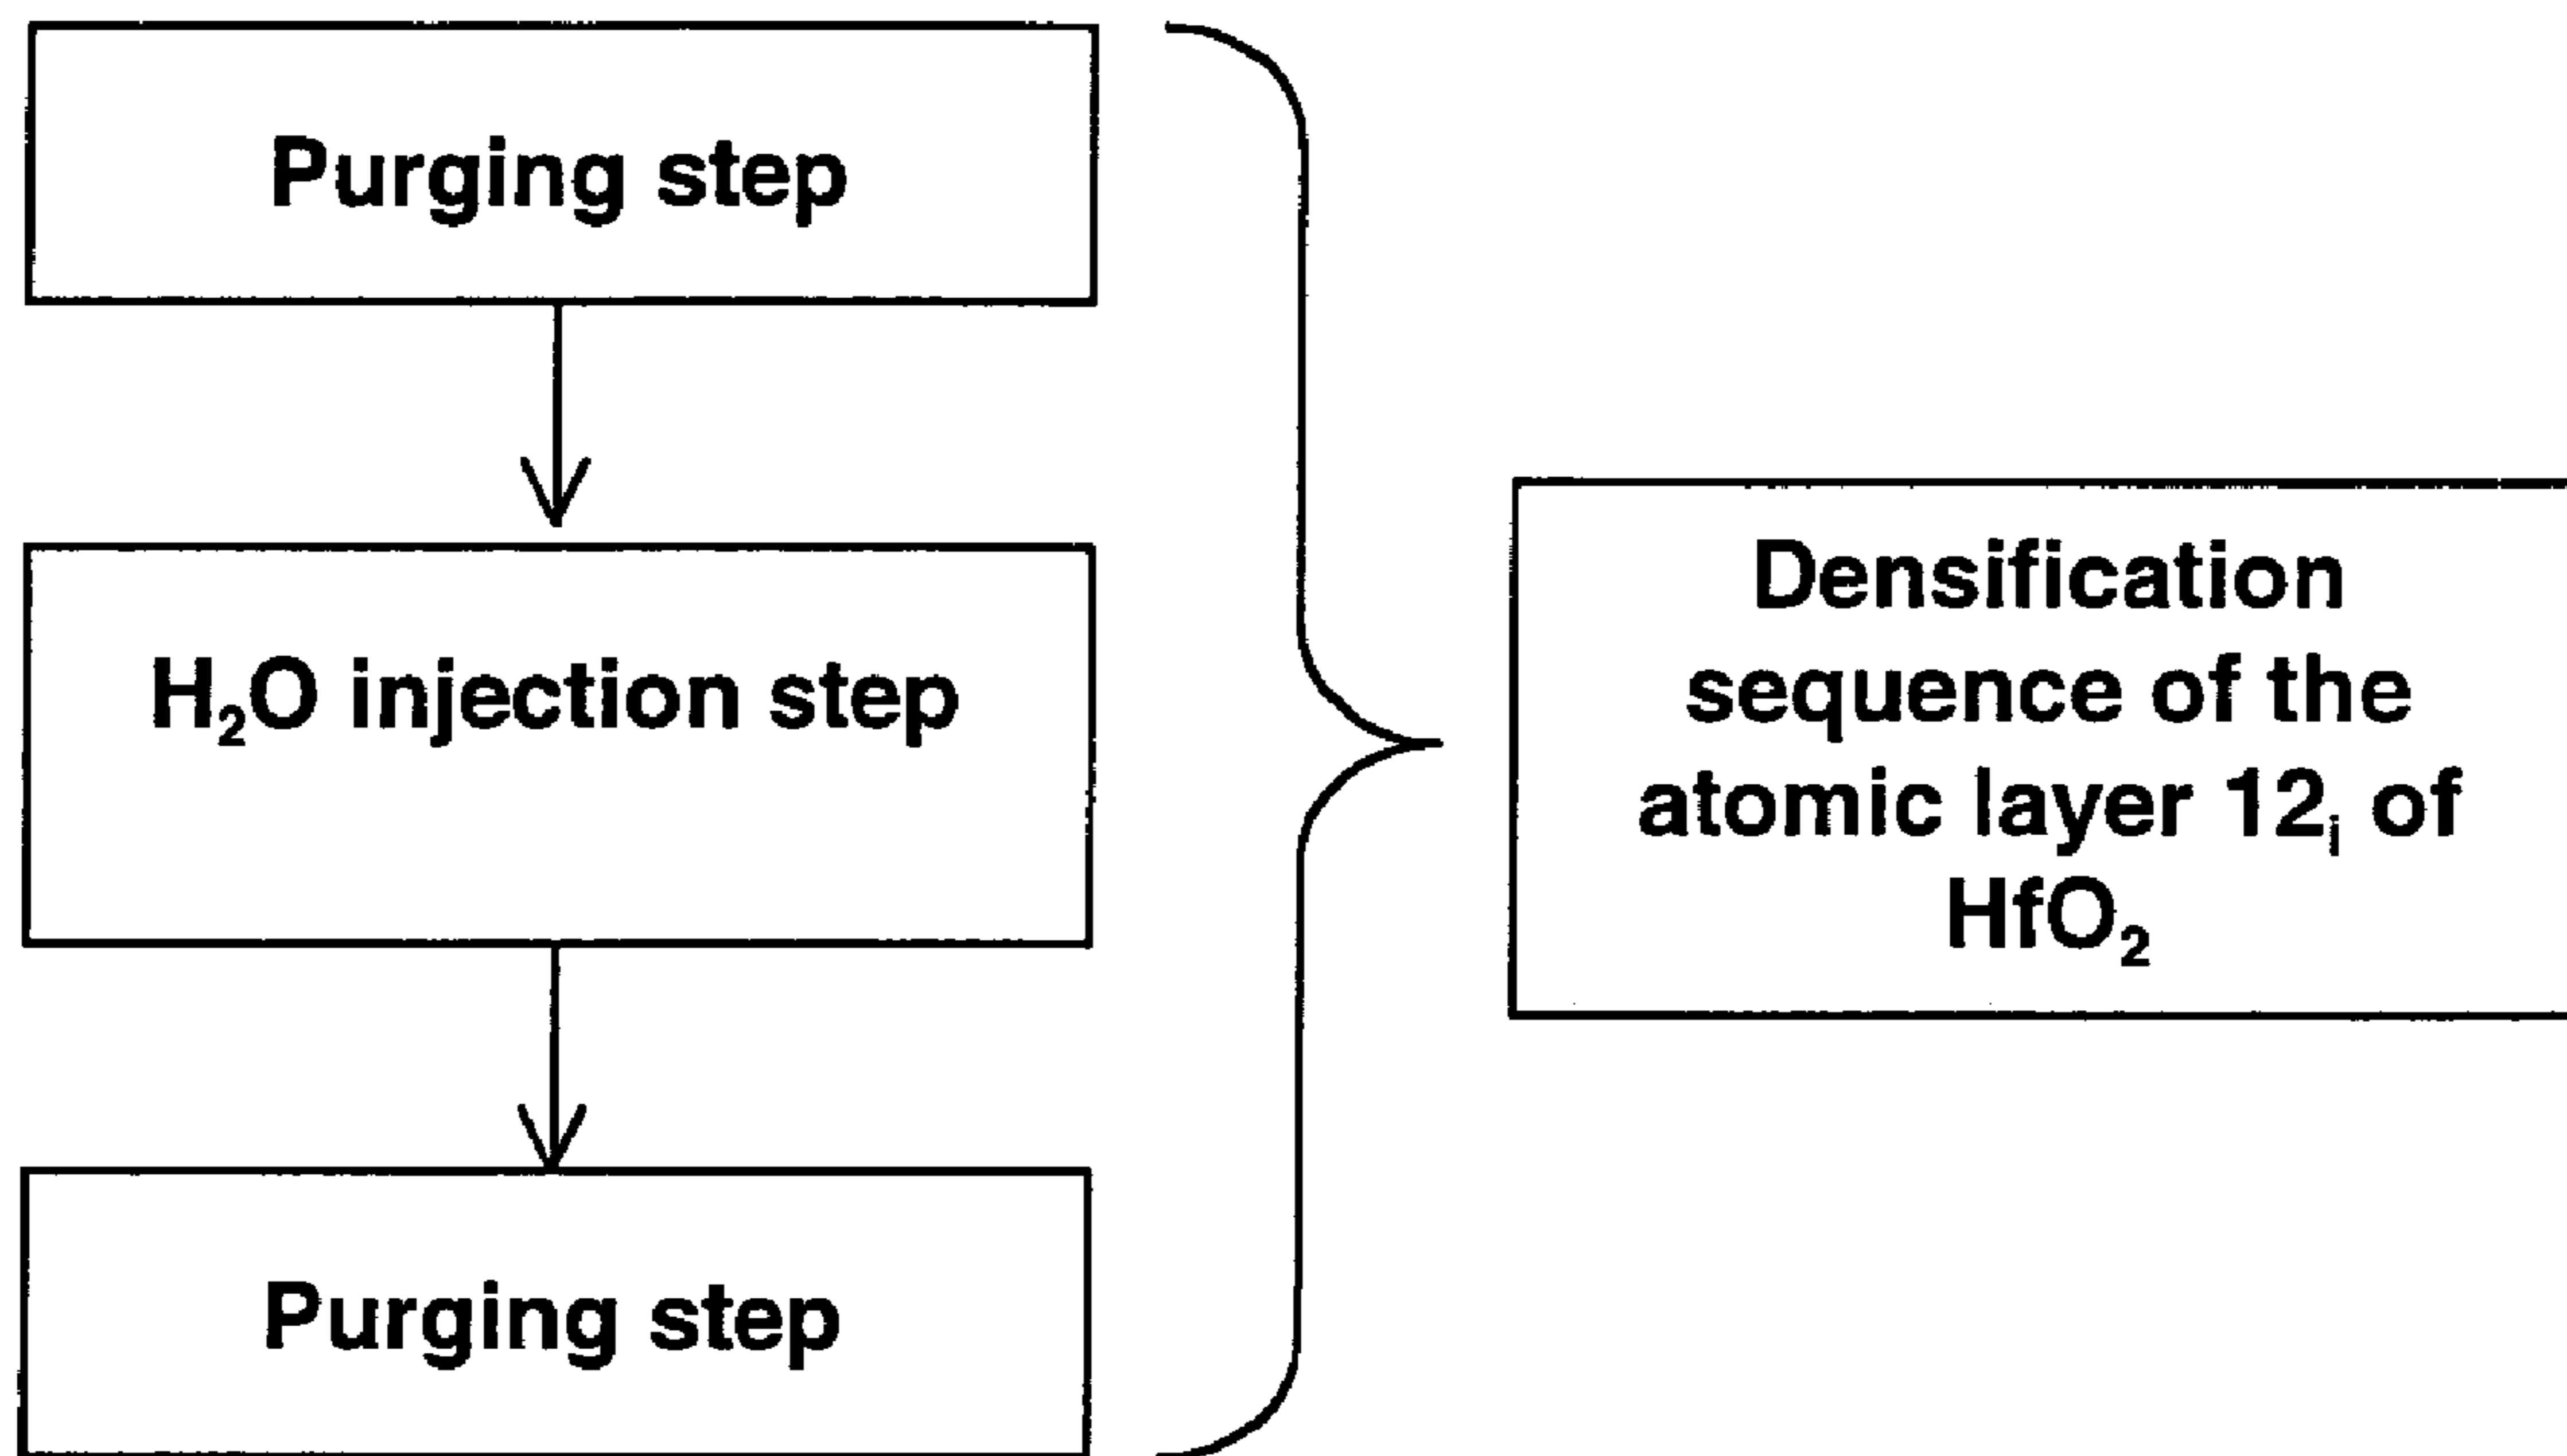 Purging step
H₂O injection step
Purging step
Densification
sequence of the
atomic layer 12ᵢ of
HfO₂